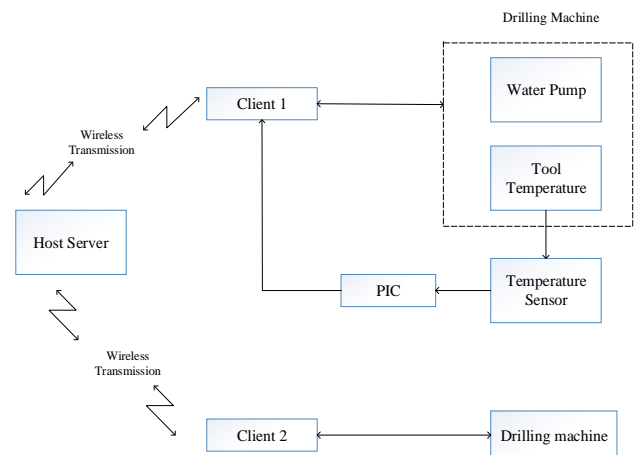 Drilling Machine
Client 1
Water Pump
Wireless
Transmission
Tool
Temperature
Host Server
PIC
Temperature
Sensor
Wireless
Transmission
Client 2
Drilling machine